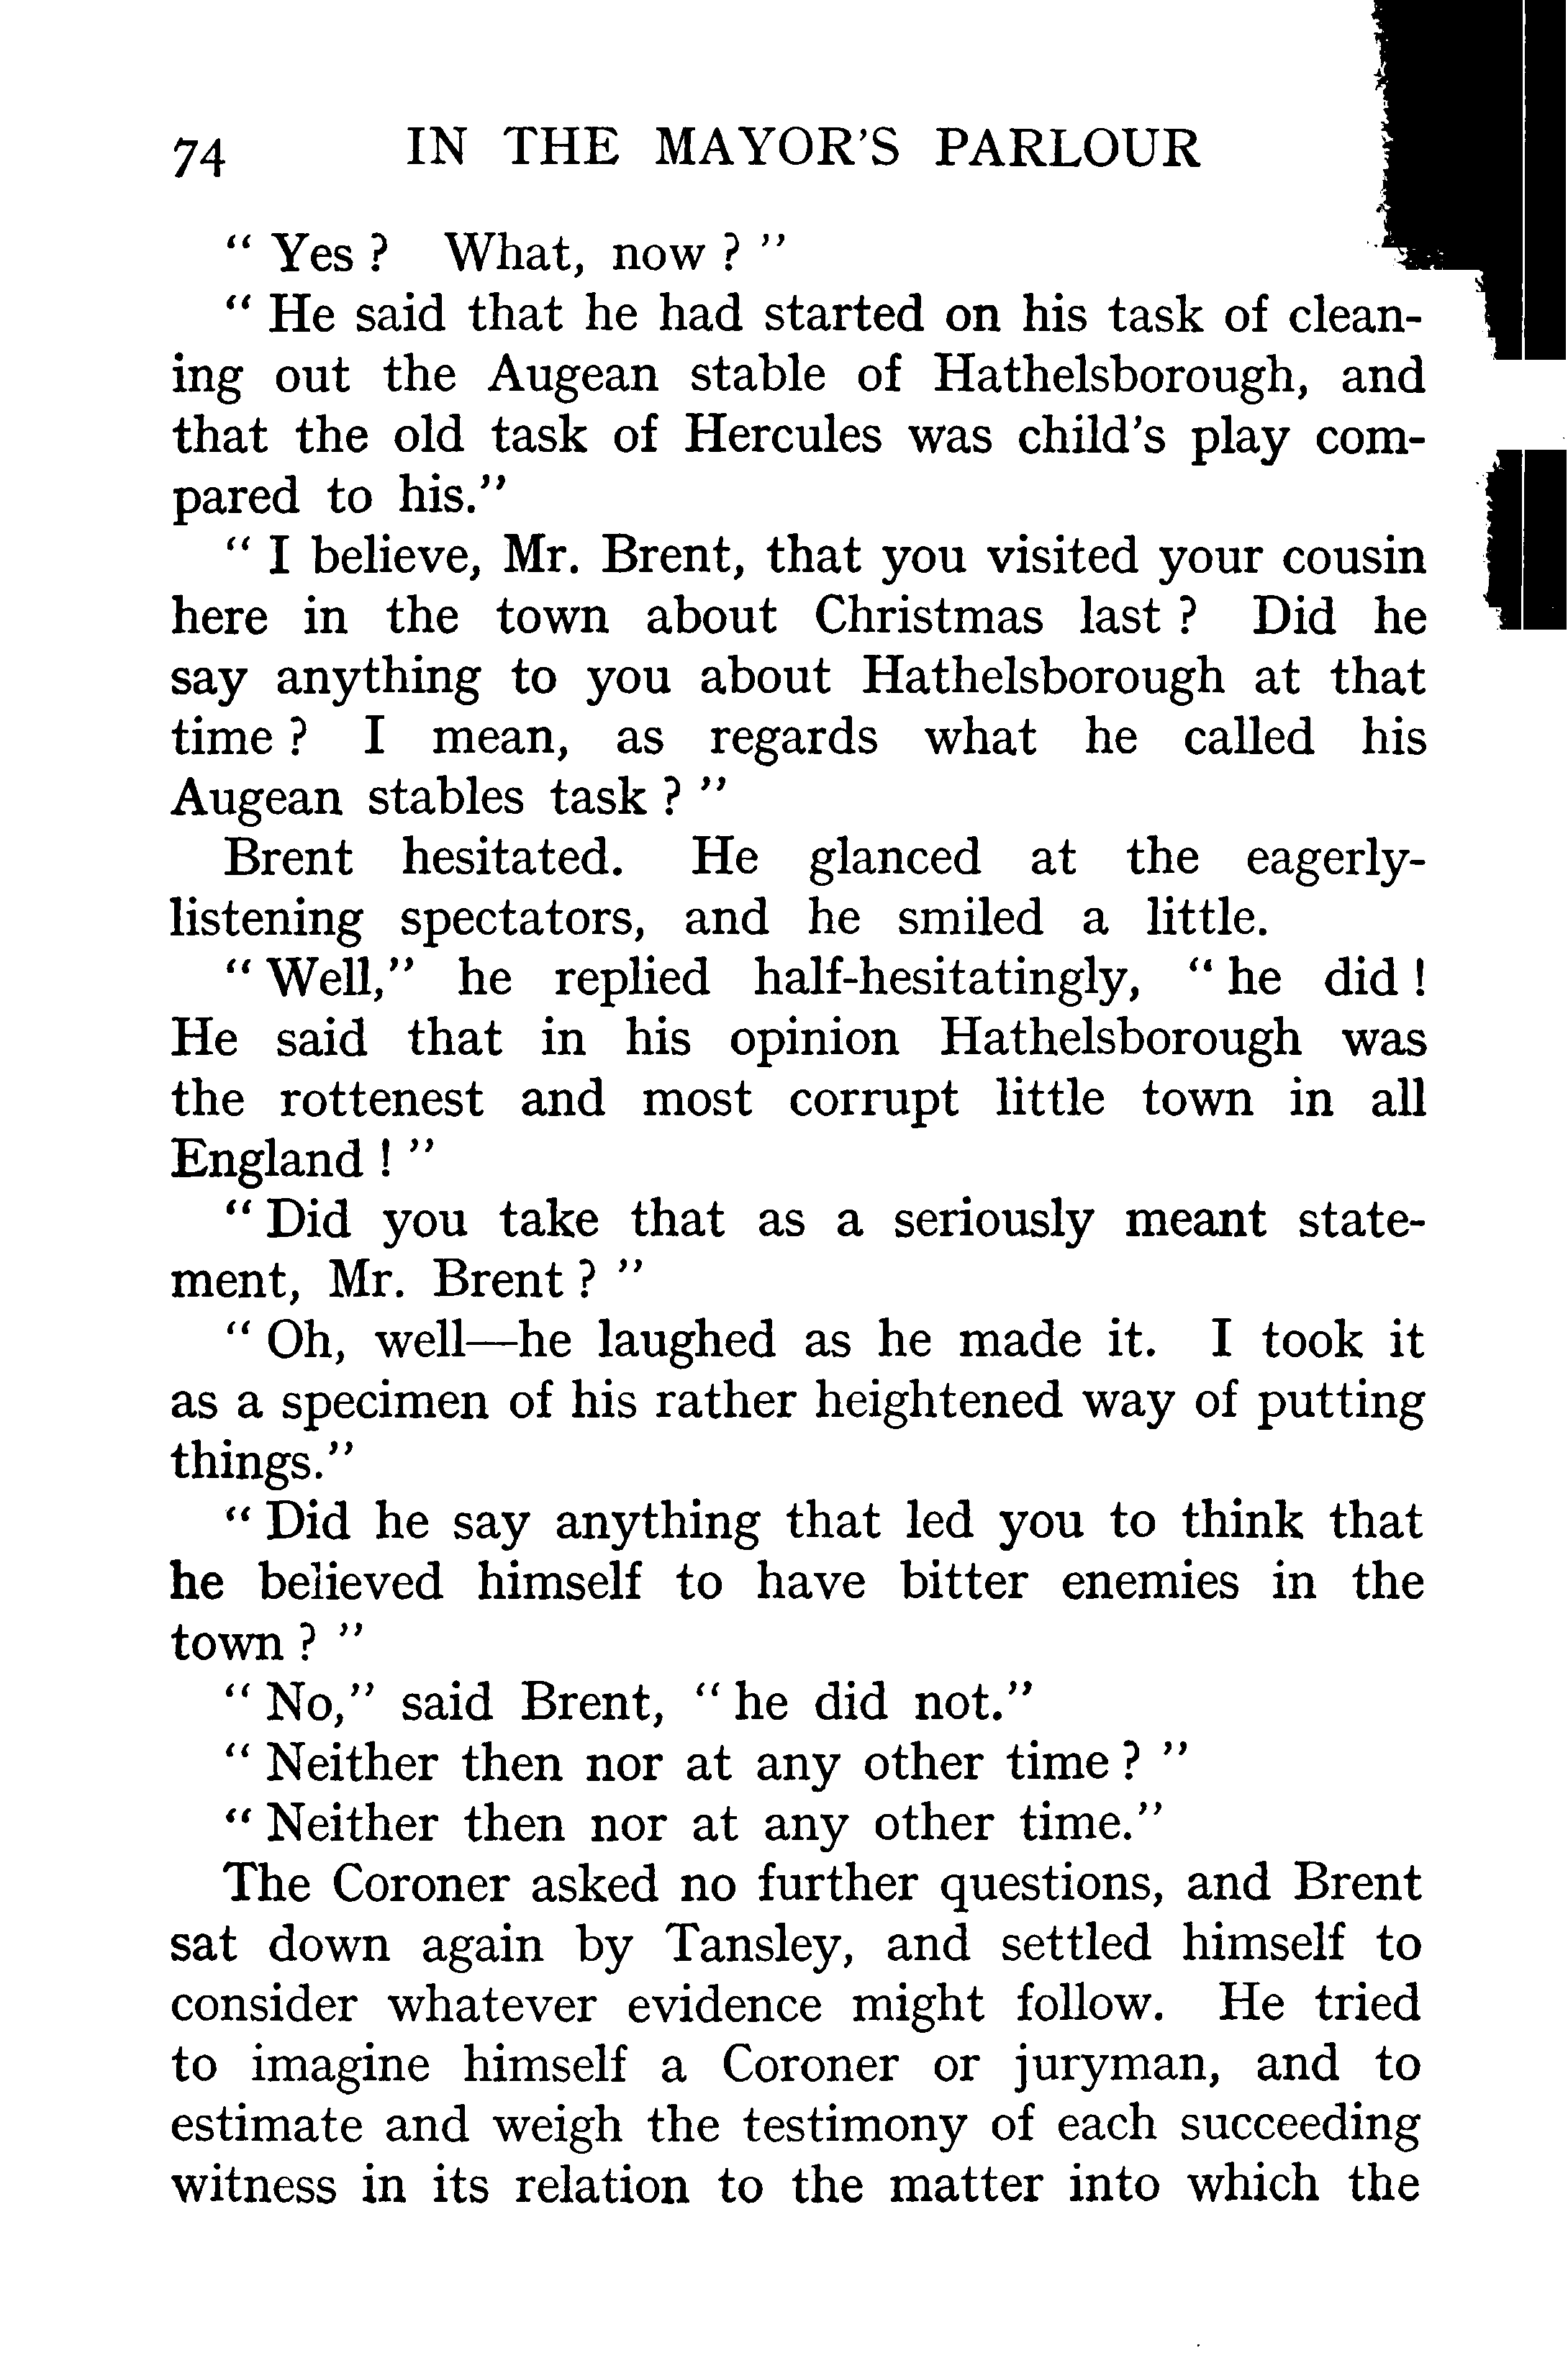 74 IN THE MAYOR'S PARLOUR
“ Yes ? What, now ? ”
“ He said that he had started on his task of clean-
ing out the Augean stable of Hathelsborough, and
that the old task of Hercules was child's play com-
pared to his.”
“ I believe, Mr. Brent, that you visited your cousin
here in the town about Christmas last ? Did he
say anything to you about Hathelsborough at that
time ? I mean, as regards what he called his
Augean stables task ? ”
Brent hesitated. He glanced at the eagerly-
listening spectators, and he smiled a little.
“ Well,” he replied half-hesitatingly, “ he did !
He said that in his opinion Hathelsborough was
the rottenest and most corrupt little town in all
England ! ”
“ Did you take that as a seriously meant state-
ment, Mr. Brent ? ”
“ Oh, well—he laughed as he made it. I took it
as a specimen of his rather heightened way of putting
things.”
“ Did he say anything that led you to think that
he believed himself to have bitter enemies in the
town ? ”
“ No,” said Brent, “ he did not.”
“ Neither then nor at any other time ? ”
“ Neither then nor at any other time.”
The Coroner asked no further questions, and Brent
sat down again by Tansley, and settled himself to
consider whatever evidence might follow. He tried
to imagine himself a Coroner or juryman, and to
estimate and weigh the testimony of each succeeding
witness in its relation to the matter into which the